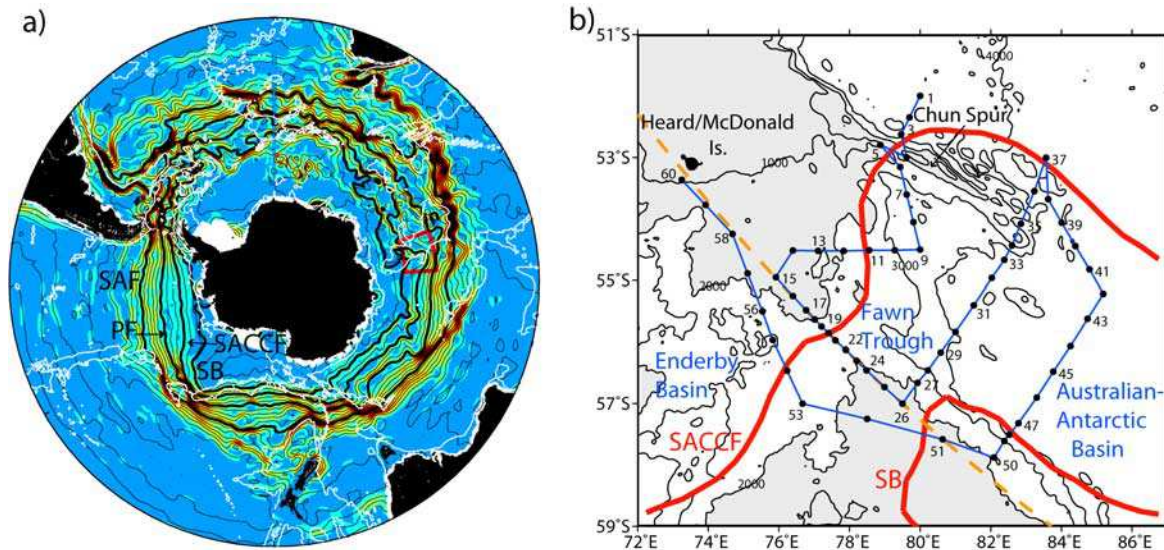 a)
SAF
PF
SACCF
SB
b)
51°S
53°S
55°S
57°S
59°S
72°E
74°E
76°E
78°E
80°E
82°E
84°E
86°E
4000
1
3
Chun Spur
Heard/McDonald
Is.
5
1000
37
60
35
39
58
13
11
3000
9
33
41
15
2000
17
31
43
56
19
Fawn
Trough
22
29
Enderby
Basin
24
45
27
Australian-
Antarctic
Basin
53
26
47
SACCF
51
50
SB
2000